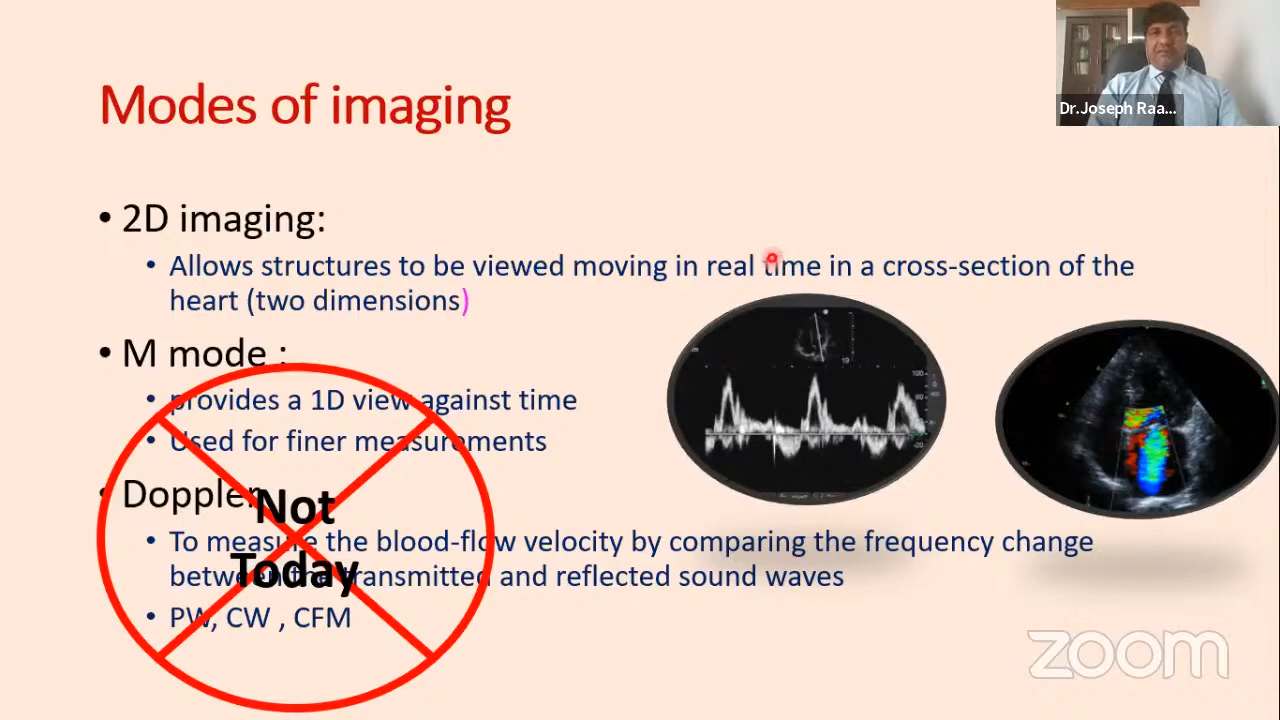 Dr.Joseph Raa...
Modes of imaging
• 2D imaging:
• Allows structures to be viewed moving in real time in a cross-section of the
heart (two dimensions)
• M mode :
• provides a 1D view against time
• Used for finer measurements
• Doppler
Not
• To measure the blood-flow velocity by comparing the frequency change
Today
between the transmitted and reflected sound waves
• PW, CW , CFM
zoom